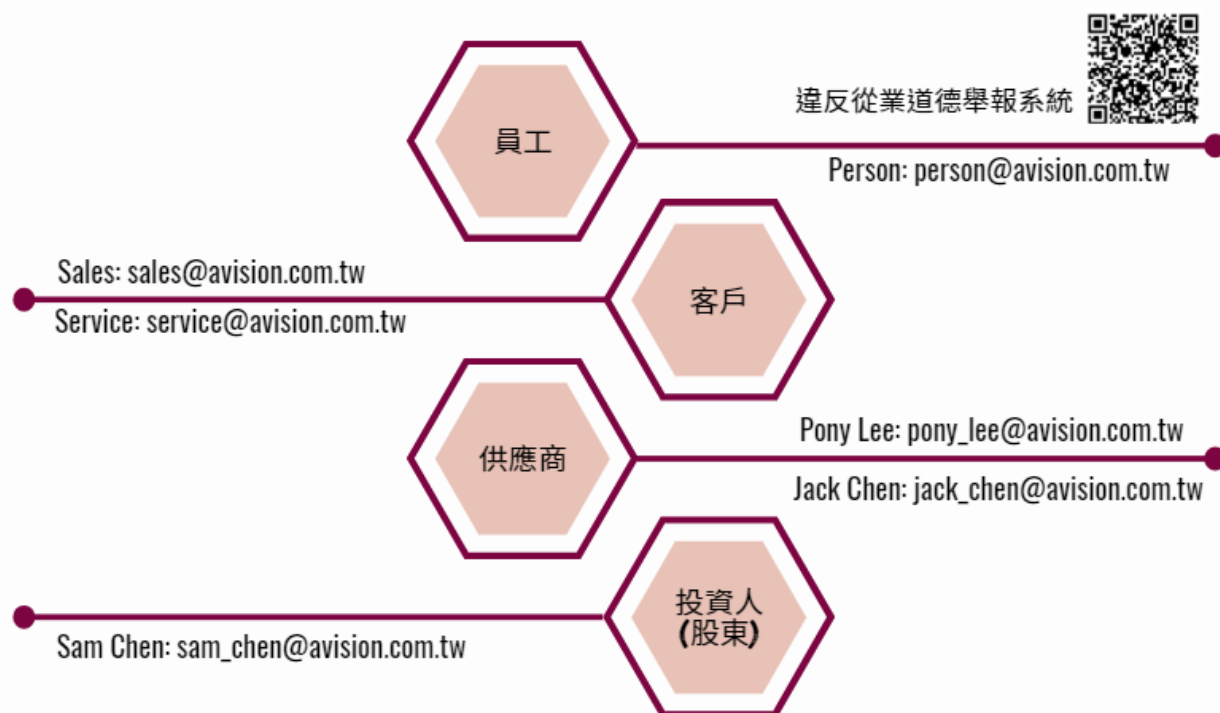 違反從業道德舉報系統
員工
Person: person@avision.com.tw
Sales: sales@avision.com.tw
客戶
Service: service@avision.com.tw
Pony Lee: pony_lee@avision.com.tw
供應商
Jack Chen: jack_chen@avision.com.tw
投資人
(股東)
Sam Chen: sam_chen@avision.com.tw